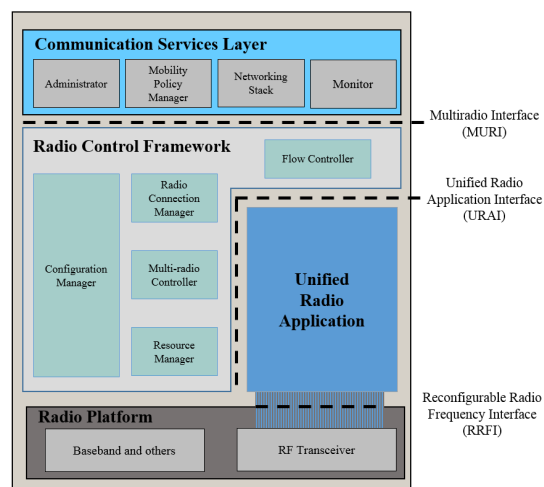 Communication Services Layer
Administrator
Mobility
Policy
Manager
Networking
Stack
Monitor
Multiradio Interface
(MURI)
Radio Control Framework
Flow Controller
Radio
Connection
Manager
Unified Radio
Application Interface
(URAI)
Configuration
Manager
Multi-radio
Controller
Unified
Radio
Application
Resource
Manager
Reconfigurable Radio
Frequency Interface
(RRFI)
Radio Platform
Baseband and others
RF Transceiver